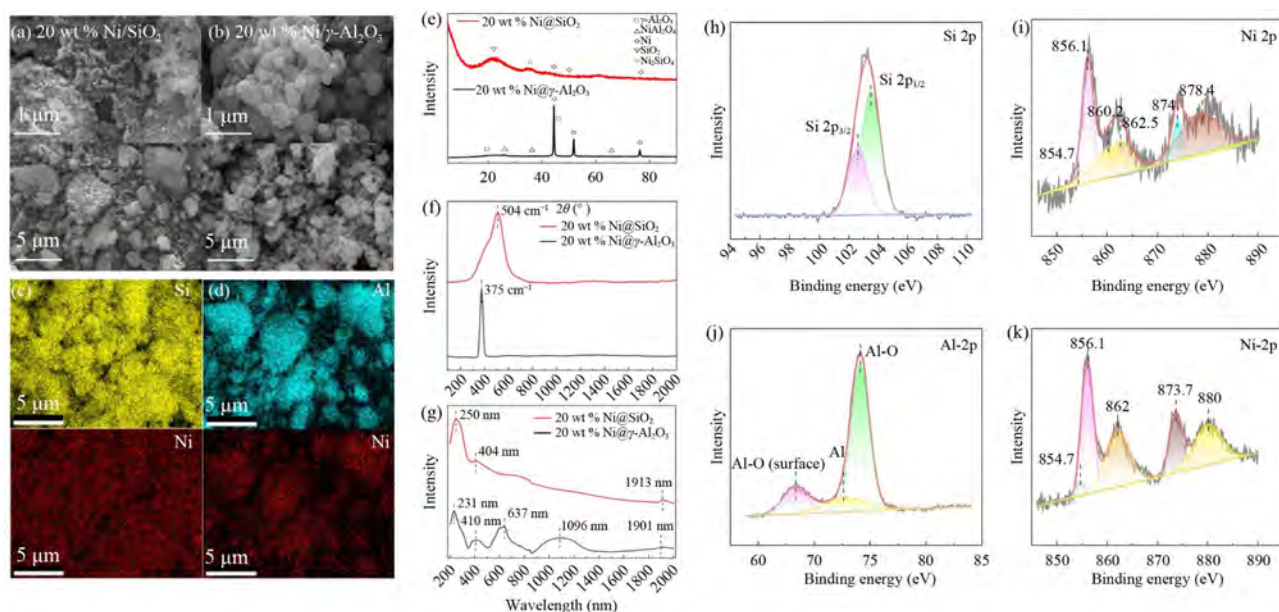 (a) 20 wt % Ni/SiO₂
1 μm
5 μm
(b) 20 wt % Ni/γ-Al₂O₃
1 μm
5 μm
(c)
Si
5 μm
(d)
Al
5 μm
Ni
5 μm
Ni
5 μm
(e)
20 wt % Ni@SiO₂
γ-Al₂O₃
NiAl₂O₄
Ni
SiO₂
Ni₂SiO₄
20 wt % Ni@γ-Al₂O₃
Intensity
20 40 60 80
2θ (°)
(f)
504 cm⁻¹
20 wt % Ni@SiO₂
20 wt % Ni@γ-Al₂O₃
375 cm⁻¹
Intensity
200 400 600 800 1000 1200 1400 1600 1800 2000
(g)
250 nm
20 wt % Ni@SiO₂
20 wt % Ni@γ-Al₂O₃
404 nm
1913 nm
231 nm
410 nm
637 nm
1096 nm
1901 nm
Intensity
200 400 600 800 1000 1200 1400 1600 1800 2000
Wavelength (nm)
(h)
Si 2p
Si 2p₁/₂
Si 2p₃/₂
Intensity
94 96 98 100 102 104 106 108 110
Binding energy (eV)
(i)
Ni 2p
856.1
860.2
862.5
874
878.4
854.7
Intensity
850 860 870 880 890
Binding energy (eV)
(j)
Al-2p
Al-O
Al
Al-O (surface)
Intensity
60 65 70 75 80 85
Binding energy (eV)
(k)
Ni-2p
856.1
862
873.7
880
854.7
Intensity
850 860 870 880 890
Binding energy (eV)